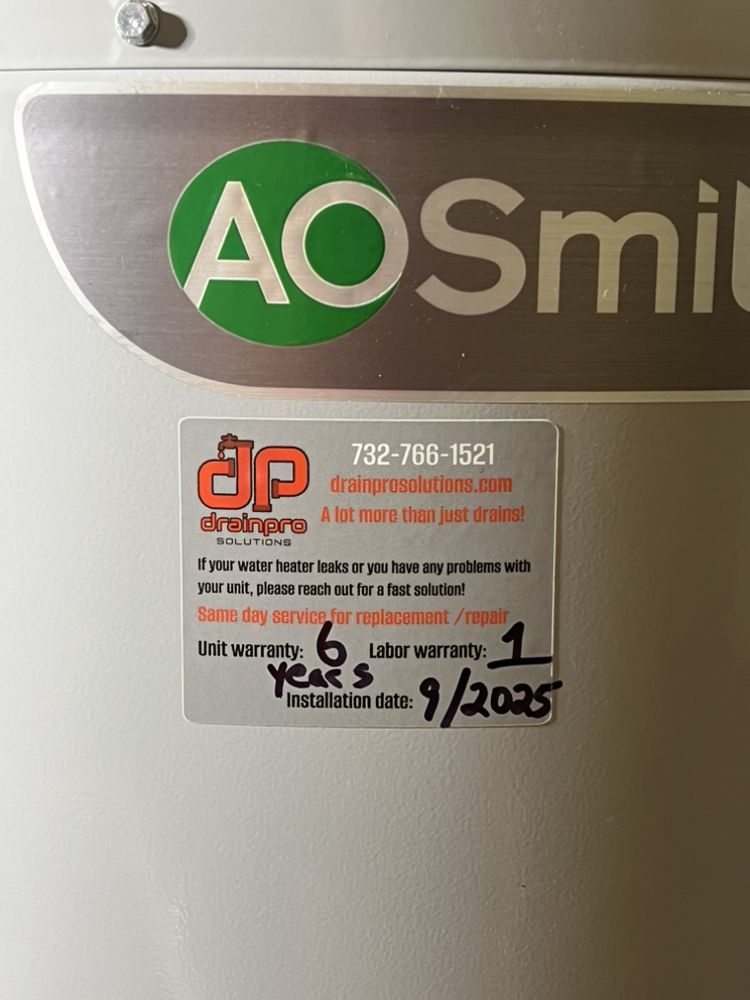 AOSmi
dp
732-766-1521
drainprosolutions.com
A lot more than just drains!
drainpro
SOLUTIONS
If your water heater leaks or you have any problems with
your unit, please reach out for a fast solution!
Same day service for replacement / repair
Unit warranty: 6 years Labor warranty: 1
Installation date: 9/2025